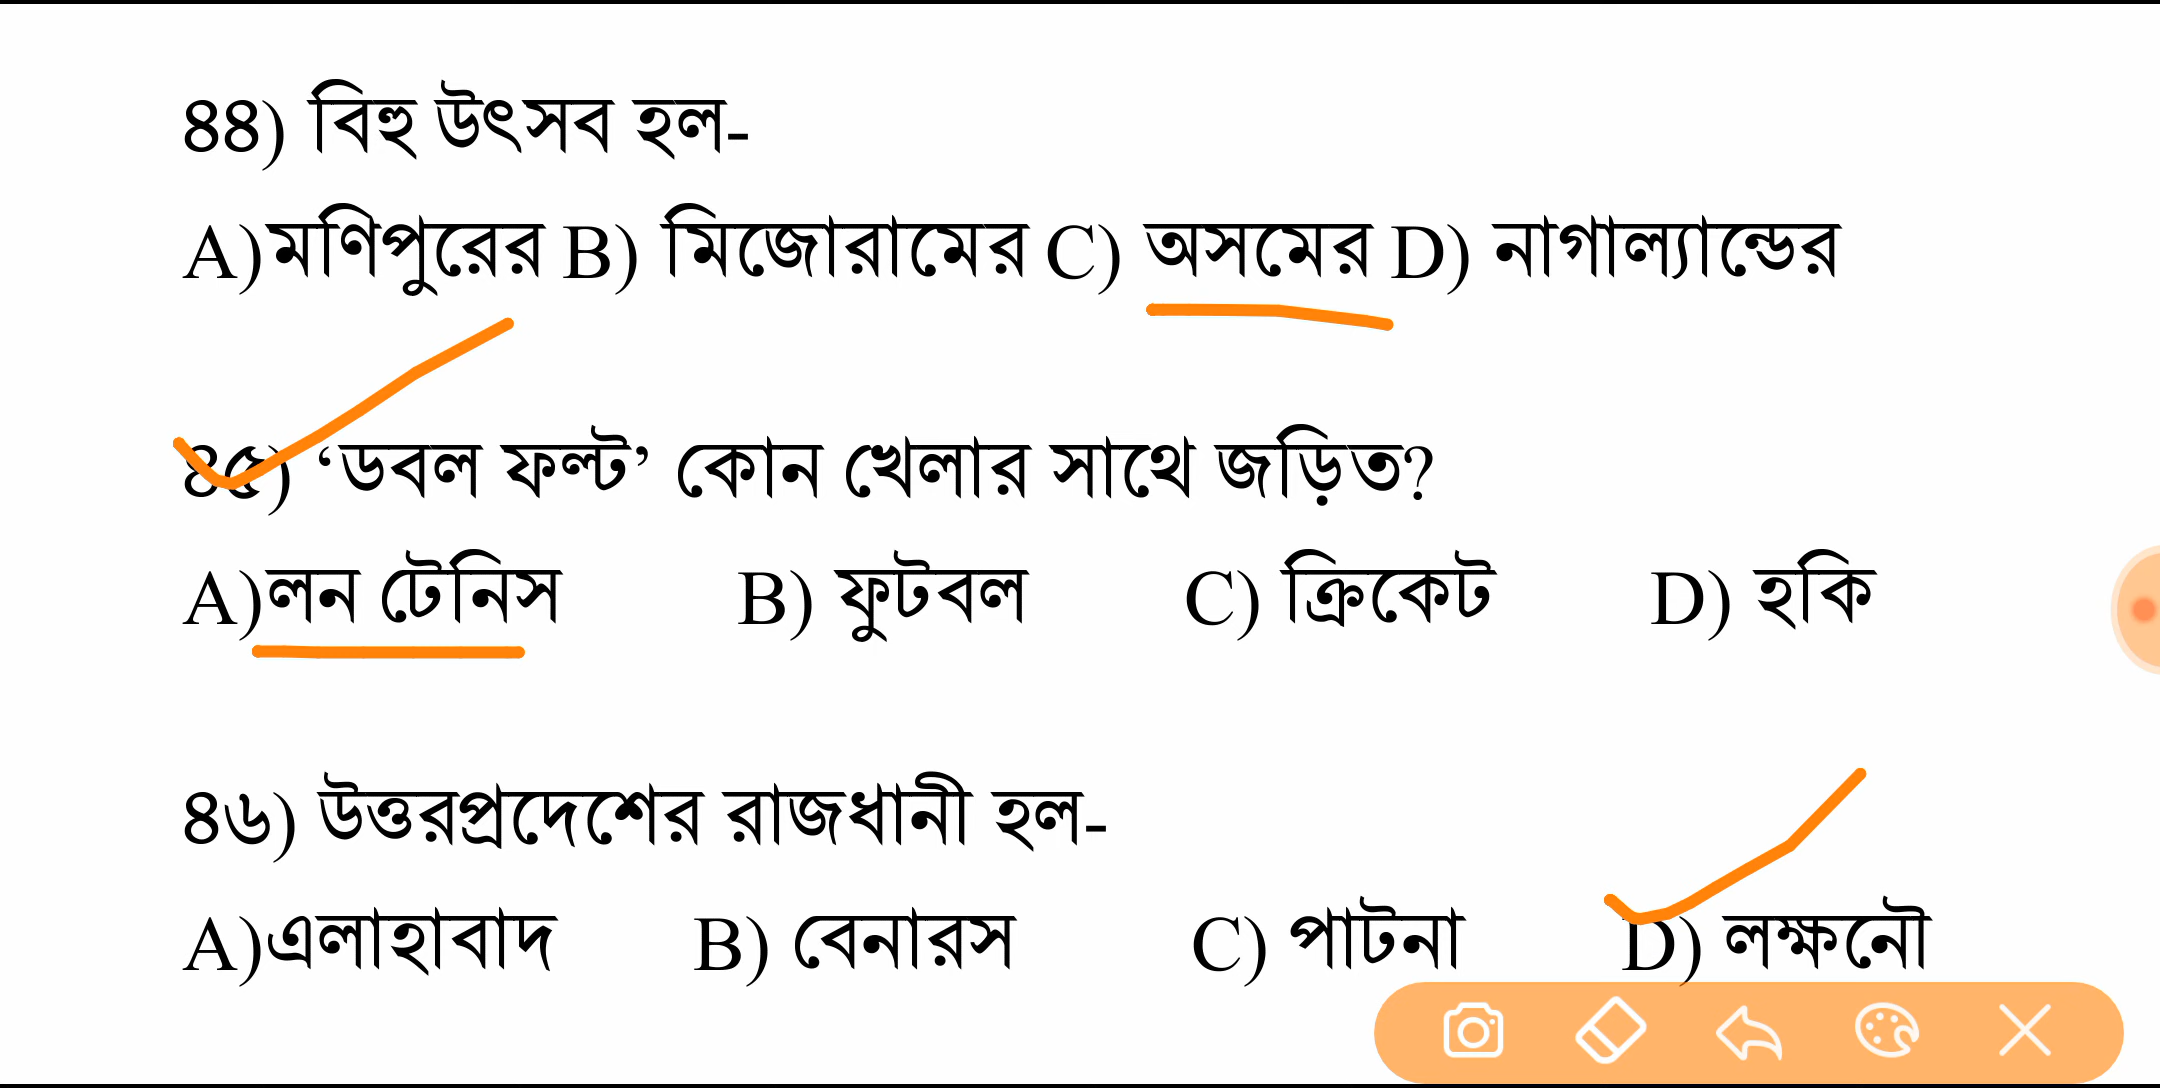 ৪৪) বিহু উৎসব হল-
A)মণিপুরের B) মিজোরামের C) অসমের D) নাগাল্যান্ডের
৪৫) ‘ডবল ফল্ট’ কোন খেলার সাথে জড়িত?
A)লন টেনিস B) ফুটবল C) ক্রিকেট D) হকি
৪৬) উত্তরপ্রদেশের রাজধানী হল-
A)এলাহাবাদ B) বেনারস C) পাটনা D) লক্ষনৌ